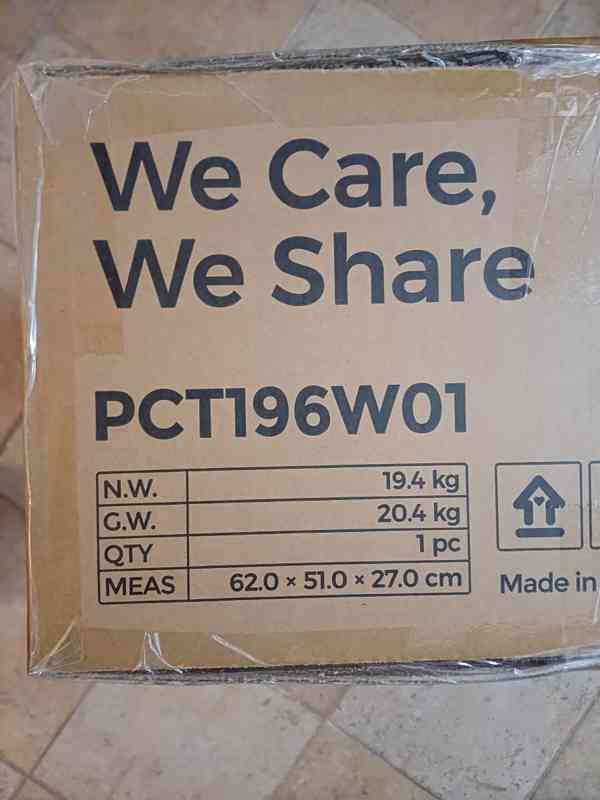 We Care,
We Share
PCT196W01
N.W. 19.4 kg
G.W. 20.4 kg
QTY 1 pc
MEAS 62.0 × 51.0 × 27.0 cm
Made in